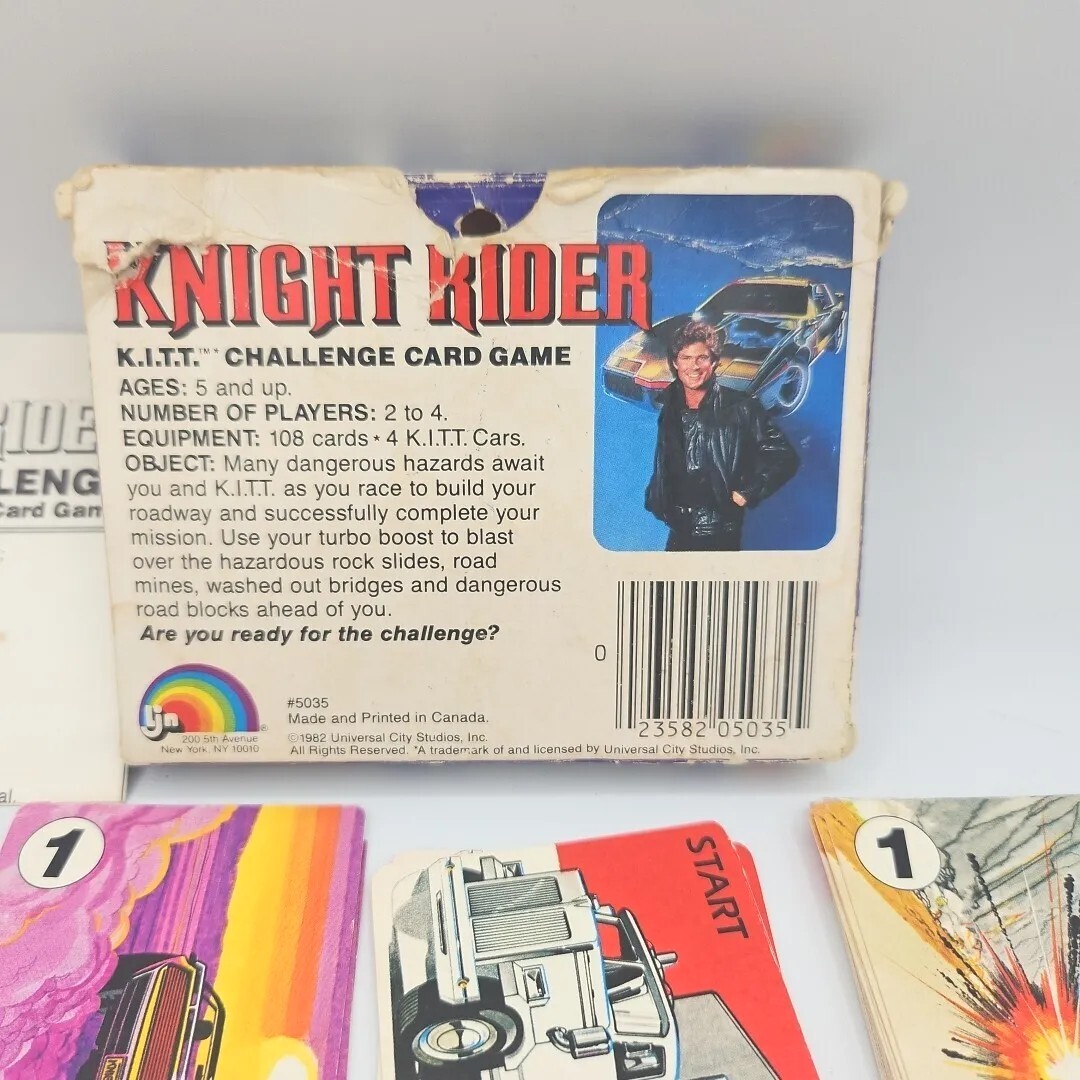 KNIGHT RIDER
K.I.T.T.™* CHALLENGE CARD GAME
AGES: 5 and up.
NUMBER OF PLAYERS: 2 to 4.
EQUIPMENT: 108 cards * 4 K.I.T.T. Cars.
OBJECT: Many dangerous hazards await
you and K.I.T.T. as you race to build your
roadway and successfully complete your
mission. Use your turbo boost to blast
over the hazardous rock slides, road
mines, washed out bridges and dangerous
road blocks ahead of you.
Are you ready for the challenge?
ljn®
200 5th Avenue
New York, NY 10010
#5035
Made and Printed in Canada.
©1982 Universal City Studios, Inc.
All Rights Reserved. *A trademark of and licensed by Universal City Studios, Inc.
0 23582 05035
RIDE
LENG
Card Gam
al.
1
START
1